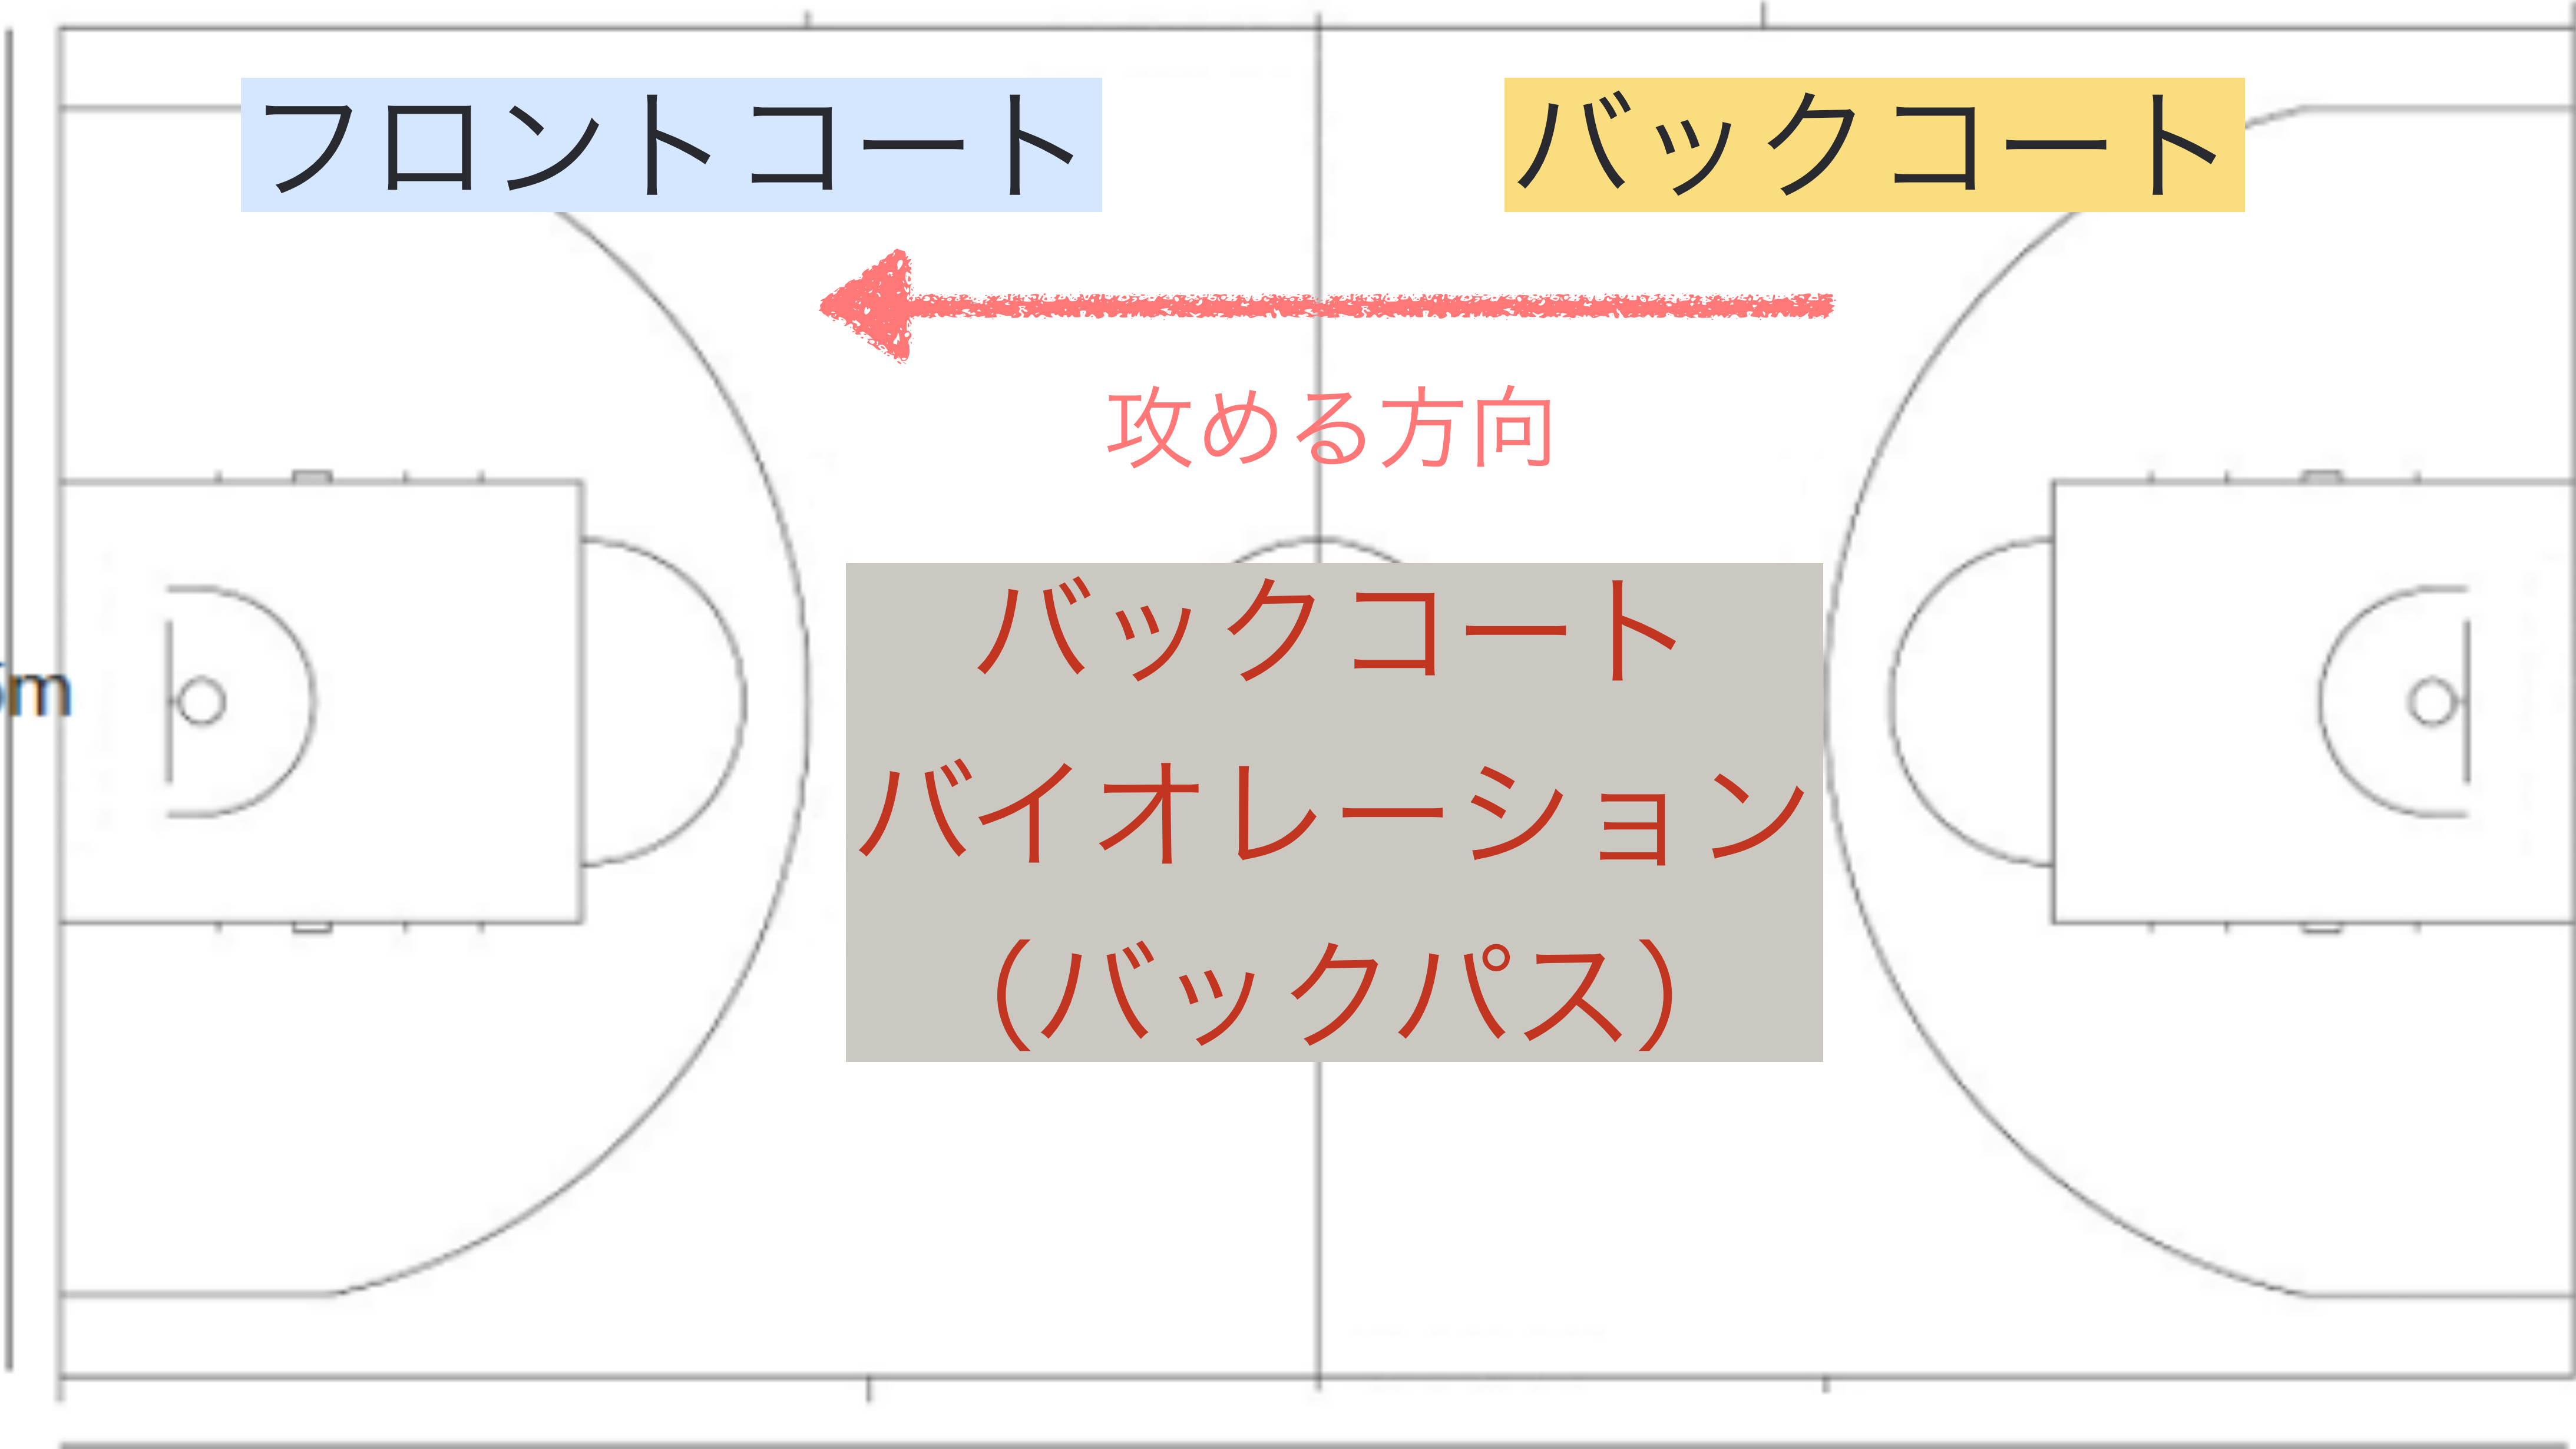 フロントコート
バックコート
攻める方向
バックコート
バイオレーション
（バックパス）